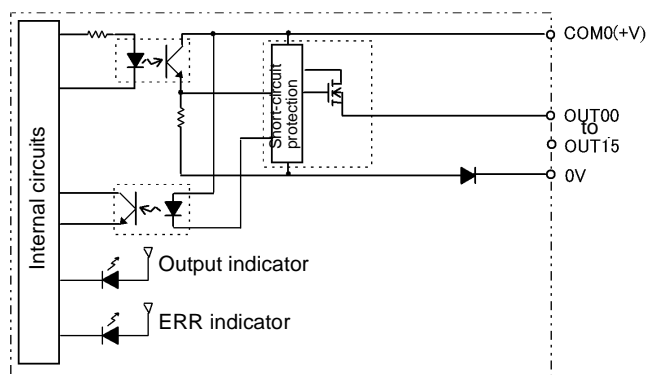 COM0(+V)
Short-circuit
protection
OUT00
to
OUT15
0V
Internal circuits
Output indicator
ERR indicator